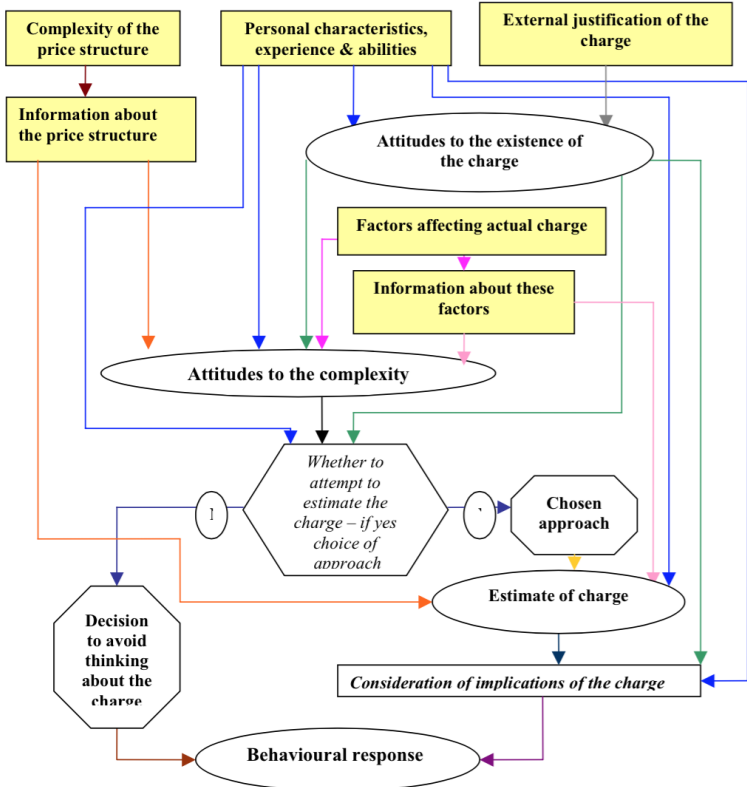 Complexity of the
price structure
Personal characteristics,
experience & abilities
External justification of the
charge
Information about
the price structure
Attitudes to the existence of
the charge
Factors affecting actual charge
Information about these
factors
Attitudes to the complexity
Whether to
attempt to
estimate the
charge – if yes
choice of
approach
Chosen
approach
Estimate of charge
Decision
to avoid
thinking
about the
charge
Consideration of implications of the charge
Behavioural response